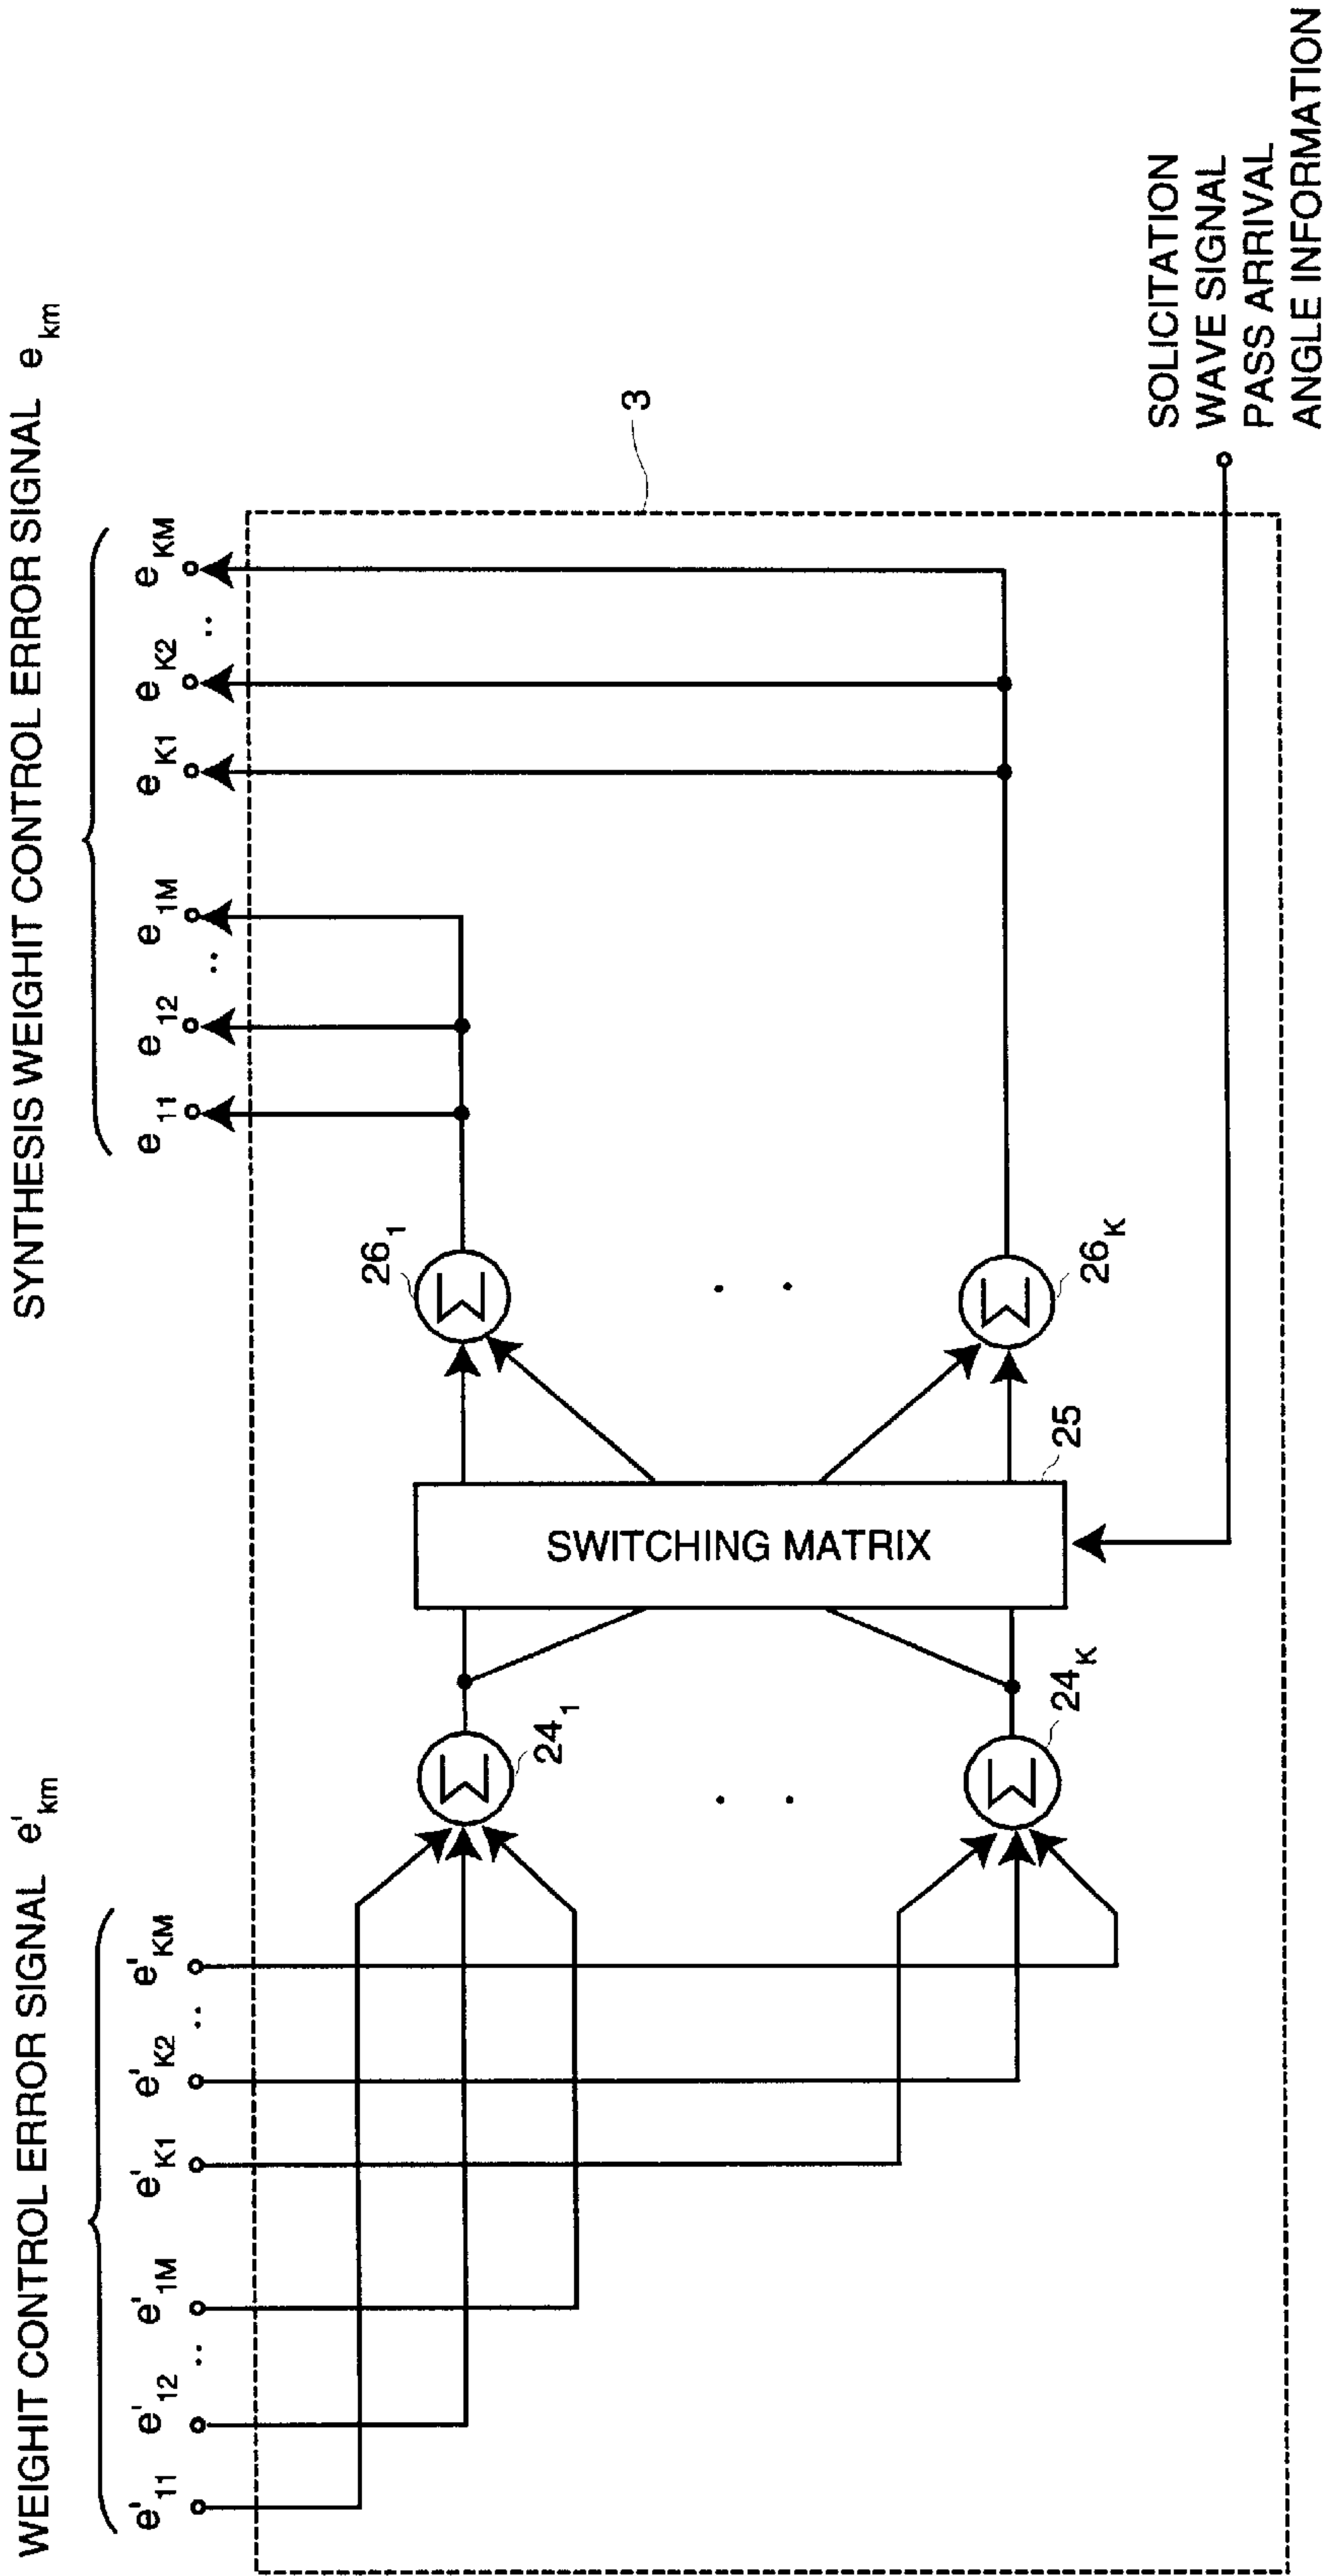 WEIGHIT CONTROL ERROR SIGNAL e'km
e'11 e'12 .. e'1M e'K1 e'K2 .. e'KM
SYNTHESIS WEIGHIT CONTROL ERROR SIGNAL ekm
e11 e12 .. e1M eK1 eK2 .. eKM
3
Σ 241
Σ 24K
SWITCHING MATRIX
25
Σ 261
Σ 26K
SOLICITATION
WAVE SIGNAL
PASS ARRIVAL
ANGLE INFORMATION